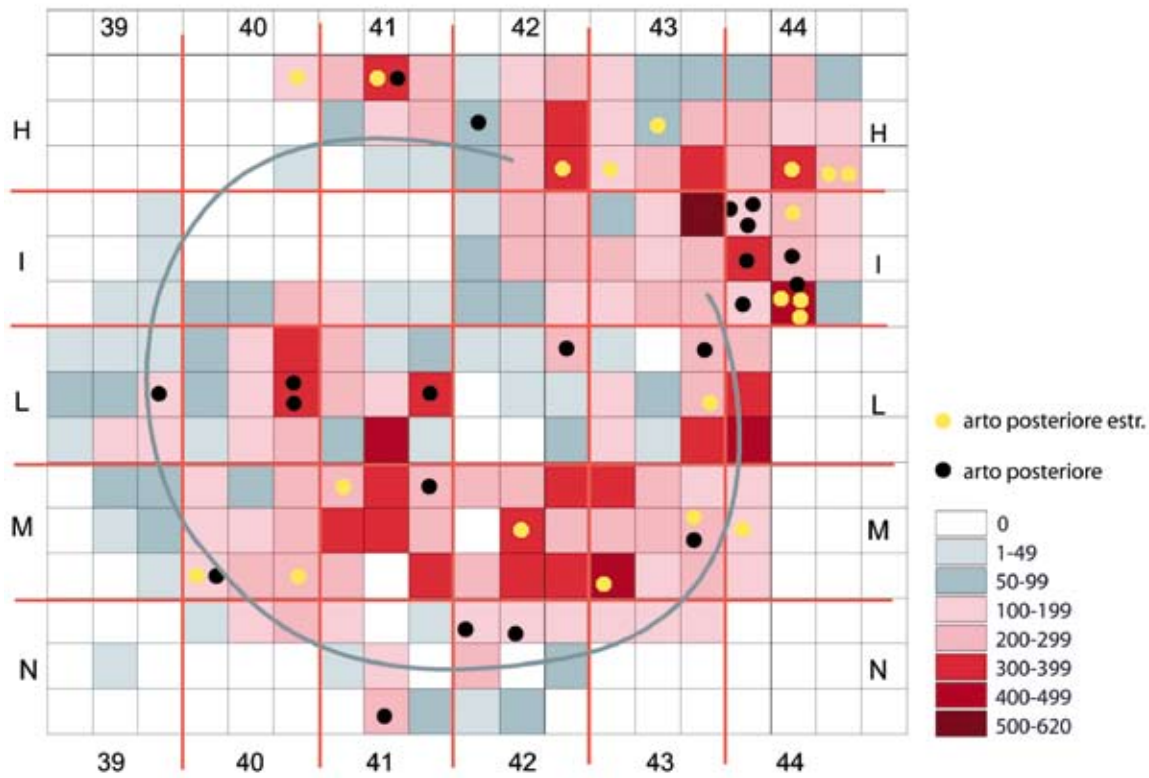 39 40 41 42 43 44
H H
I I
L L
M M
N N
39 40 41 42 43 44
arto posteriore estr.
arto posteriore
0
1-49
50-99
100-199
200-299
300-399
400-499
500-620